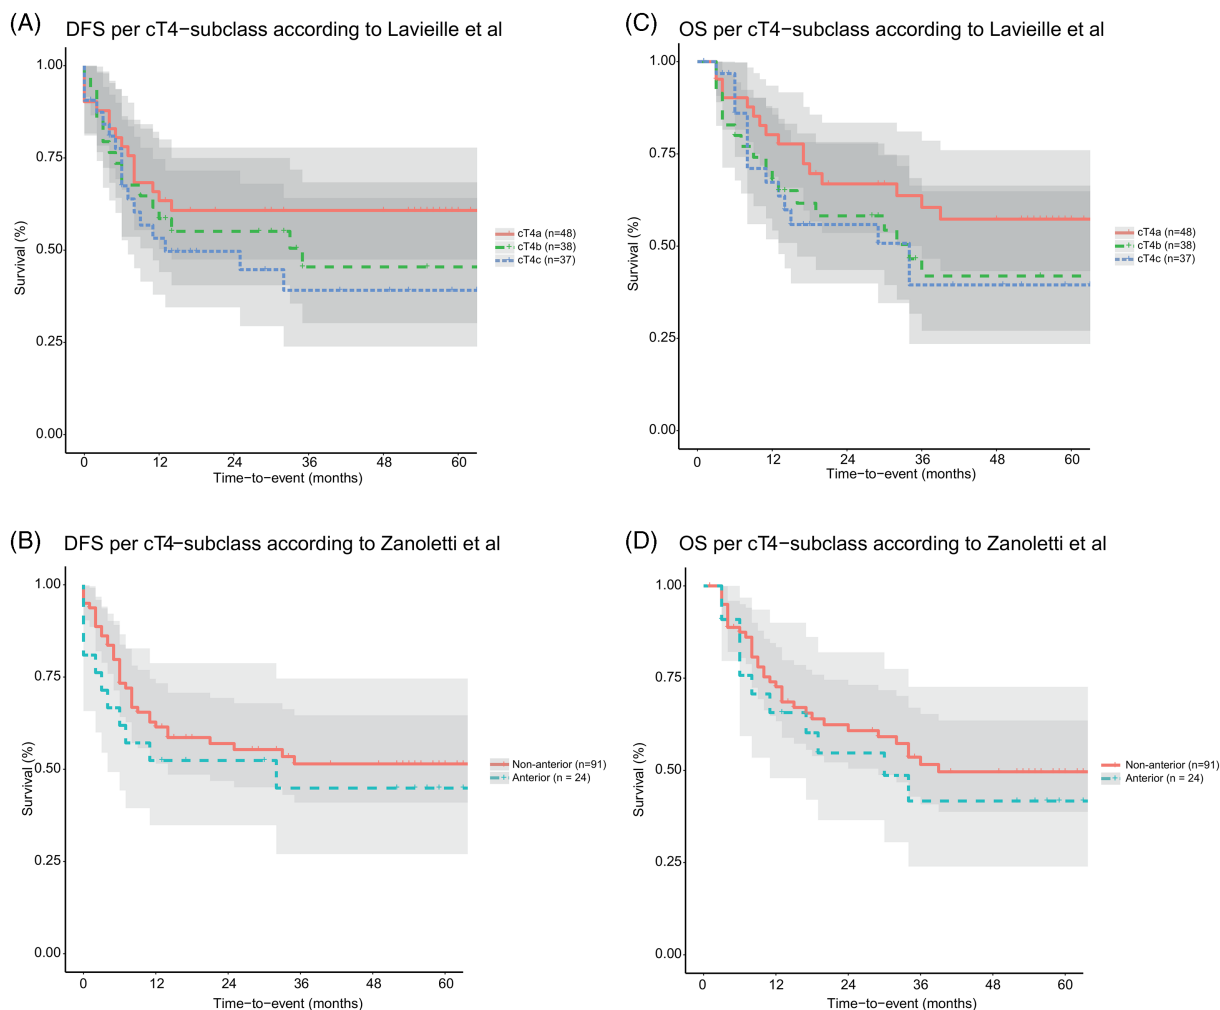 (A) DFS per cT4−subclass according to Lavieille et al
1.00
0.75
0.50
0.25
0.00
Survival (%)
0 12 24 36 48 60
Time−to−event (months)
cT4a (n=48)
cT4b (n=38)
cT4c (n=37)
(C) OS per cT4−subclass according to Lavieille et al
1.00
0.75
0.50
0.25
0.00
Survival (%)
0 12 24 36 48 60
Time−to−event (months)
cT4a (n=48)
cT4b (n=38)
cT4c (n=37)
(B) DFS per cT4−subclass according to Zanoletti et al
1.00
0.75
0.50
0.25
0.00
Survival (%)
0 12 24 36 48 60
Time−to−event (months)
Non-anterior (n=91)
Anterior (n = 24)
(D) OS per cT4−subclass according to Zanoletti et al
1.00
0.75
0.50
0.25
0.00
Survival (%)
0 12 24 36 48 60
Time−to−event (months)
Non-anterior (n=91)
Anterior (n = 24)